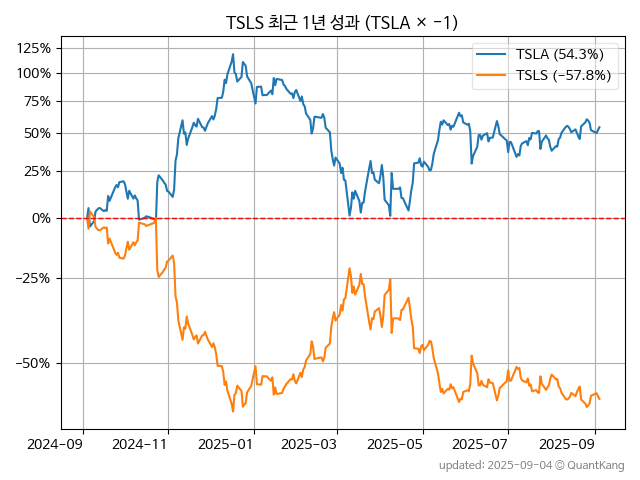 TSLS 최근 1년 성과 (TSLA × −1)
TSLA (54.3%)
TSLS (−57.8%)
125%
100%
75%
50%
25%
0%
−25%
−50%
2024-09 2024-11 2025-01 2025-03 2025-05 2025-07 2025-09
updated: 2025-09-04 © QuantKang